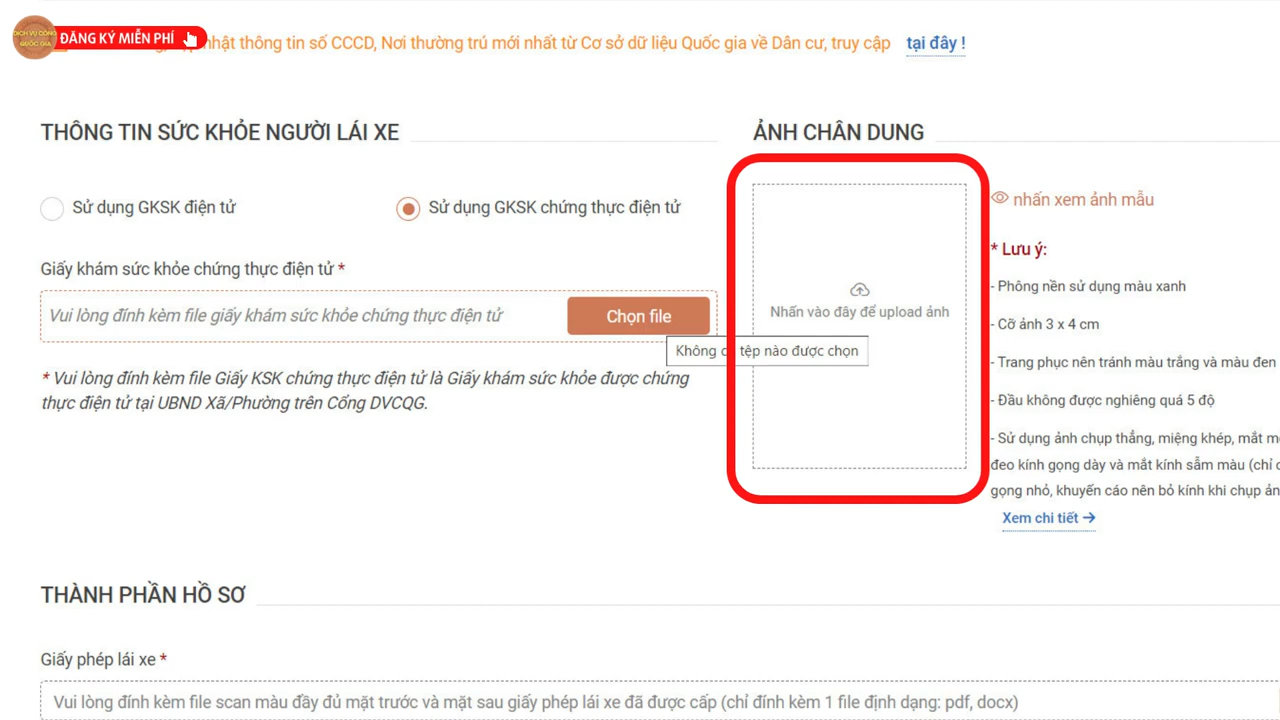 DỊCH VỤ CÔNG
QUỐC GIA
ĐĂNG KÝ MIỄN PHÍ
nhật thông tin số CCCD, Nơi thường trú mới nhất từ Cơ sở dữ liệu Quốc gia về Dân cư, truy cập tại đây !
THÔNG TIN SỨC KHỎE NGƯỜI LÁI XE
Sử dụng GKSK điện tử
Sử dụng GKSK chứng thực điện tử
Giấy khám sức khỏe chứng thực điện tử *
Vui lòng đính kèm file giấy khám sức khỏe chứng thực điện tử
Chọn file
Không có tệp nào được chọn
* Vui lòng đính kèm file Giấy KSK chứng thực điện tử là Giấy khám sức khỏe được chứng
thực điện tử tại UBND Xã/Phường trên Cổng DVCQG.
ẢNH CHÂN DUNG
Nhấn vào đây để upload ảnh
nhấn xem ảnh mẫu
* Lưu ý:
- Phông nền sử dụng màu xanh
- Cỡ ảnh 3 x 4 cm
- Trang phục nên tránh màu trắng và màu đen
- Đầu không được nghiêng quá 5 độ
- Sử dụng ảnh chụp thẳng, miệng khép, mắt
đeo kính gọng dày và mắt kính sẫm màu (chỉ
gọng nhỏ, khuyến cáo nên bỏ kính khi chụp
Xem chi tiết →
THÀNH PHẦN HỒ SƠ
Giấy phép lái xe *
Vui lòng đính kèm file scan màu đầy đủ mặt trước và mặt sau giấy phép lái xe đã được cấp (chỉ đính kèm 1 file định dạng: pdf, docx)